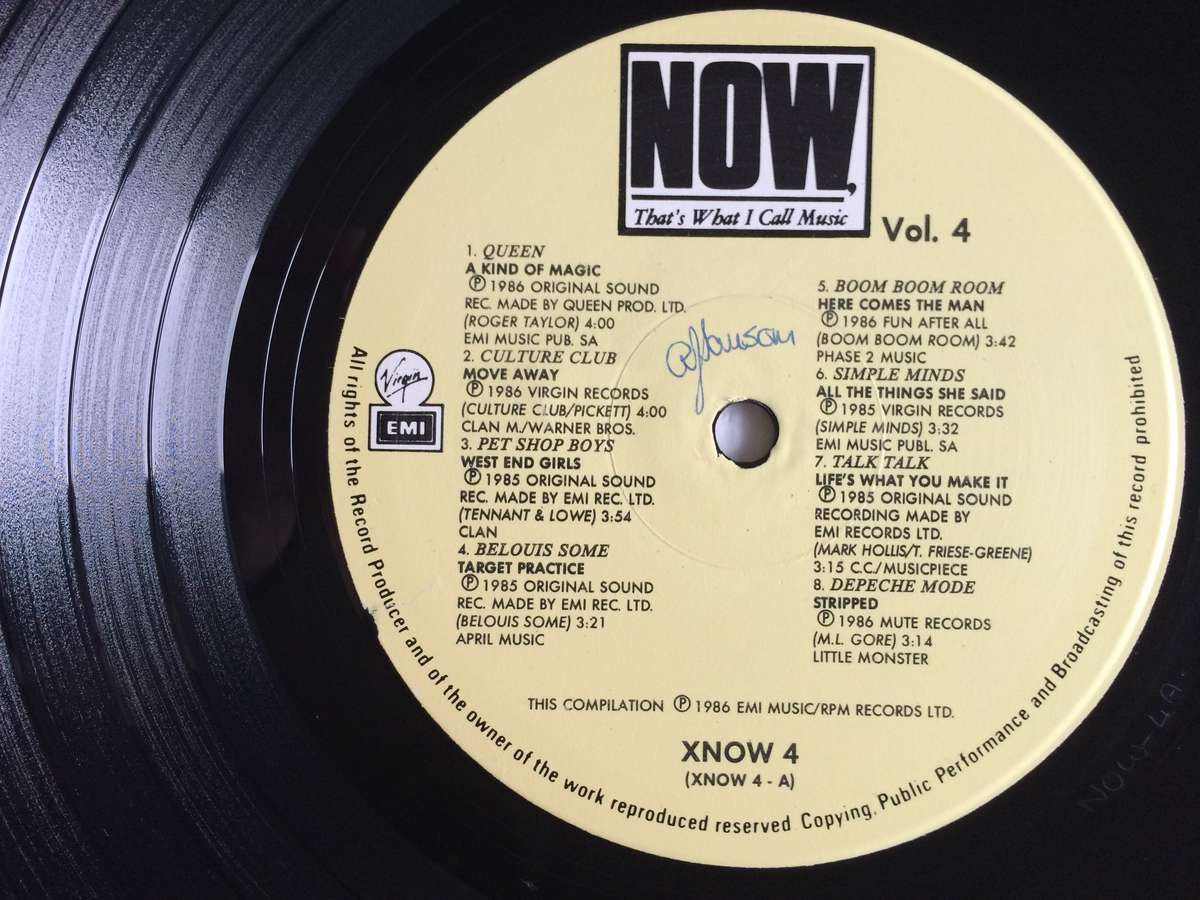 NOW,
That's What I Call Music
Vol. 4
1. QUEEN
A KIND OF MAGIC
Ⓟ 1986 ORIGINAL SOUND
REC. MADE BY QUEEN PROD. LTD.
(ROGER TAYLOR) 4:00
EMI MUSIC PUB. SA
2. CULTURE CLUB
MOVE AWAY
Ⓟ 1986 VIRGIN RECORDS
(CULTURE CLUB/PICKETT) 4:00
CLAN M./WARNER BROS.
3. PET SHOP BOYS
WEST END GIRLS
Ⓟ 1985 ORIGINAL SOUND
REC. MADE BY EMI REC. LTD.
(TENNANT & LOWE) 3:54
CLAN
4. BELOUIS SOME
TARGET PRACTICE
Ⓟ 1985 ORIGINAL SOUND
REC. MADE BY EMI REC. LTD.
(BELOUIS SOME) 3:21
APRIL MUSIC
5. BOOM BOOM ROOM
HERE COMES THE MAN
Ⓟ 1986 FUN AFTER ALL
(BOOM BOOM ROOM) 3:42
PHASE 2 MUSIC
6. SIMPLE MINDS
ALL THE THINGS SHE SAID
Ⓟ 1985 VIRGIN RECORDS
(SIMPLE MINDS) 3:32
EMI MUSIC PUBL. SA
7. TALK TALK
LIFE'S WHAT YOU MAKE IT
Ⓟ 1985 ORIGINAL SOUND
RECORDING MADE BY
EMI RECORDS LTD.
(MARK HOLLIS/T. FRIESE-GREENE)
3:15 C.C./MUSICPIECE
8. DEPECHE MODE
STRIPPED
Ⓟ 1986 MUTE RECORDS
(M.L. GORE) 3:14
LITTLE MONSTER
Virgin
EMI
THIS COMPILATION Ⓟ 1986 EMI MUSIC/RPM RECORDS LTD.
XNOW 4
(XNOW 4 - A)
All rights of the Record Producer and of the owner of the work reproduced reserved. Copying, Public Performance and Broadcasting of this record prohibited
NOW-4A